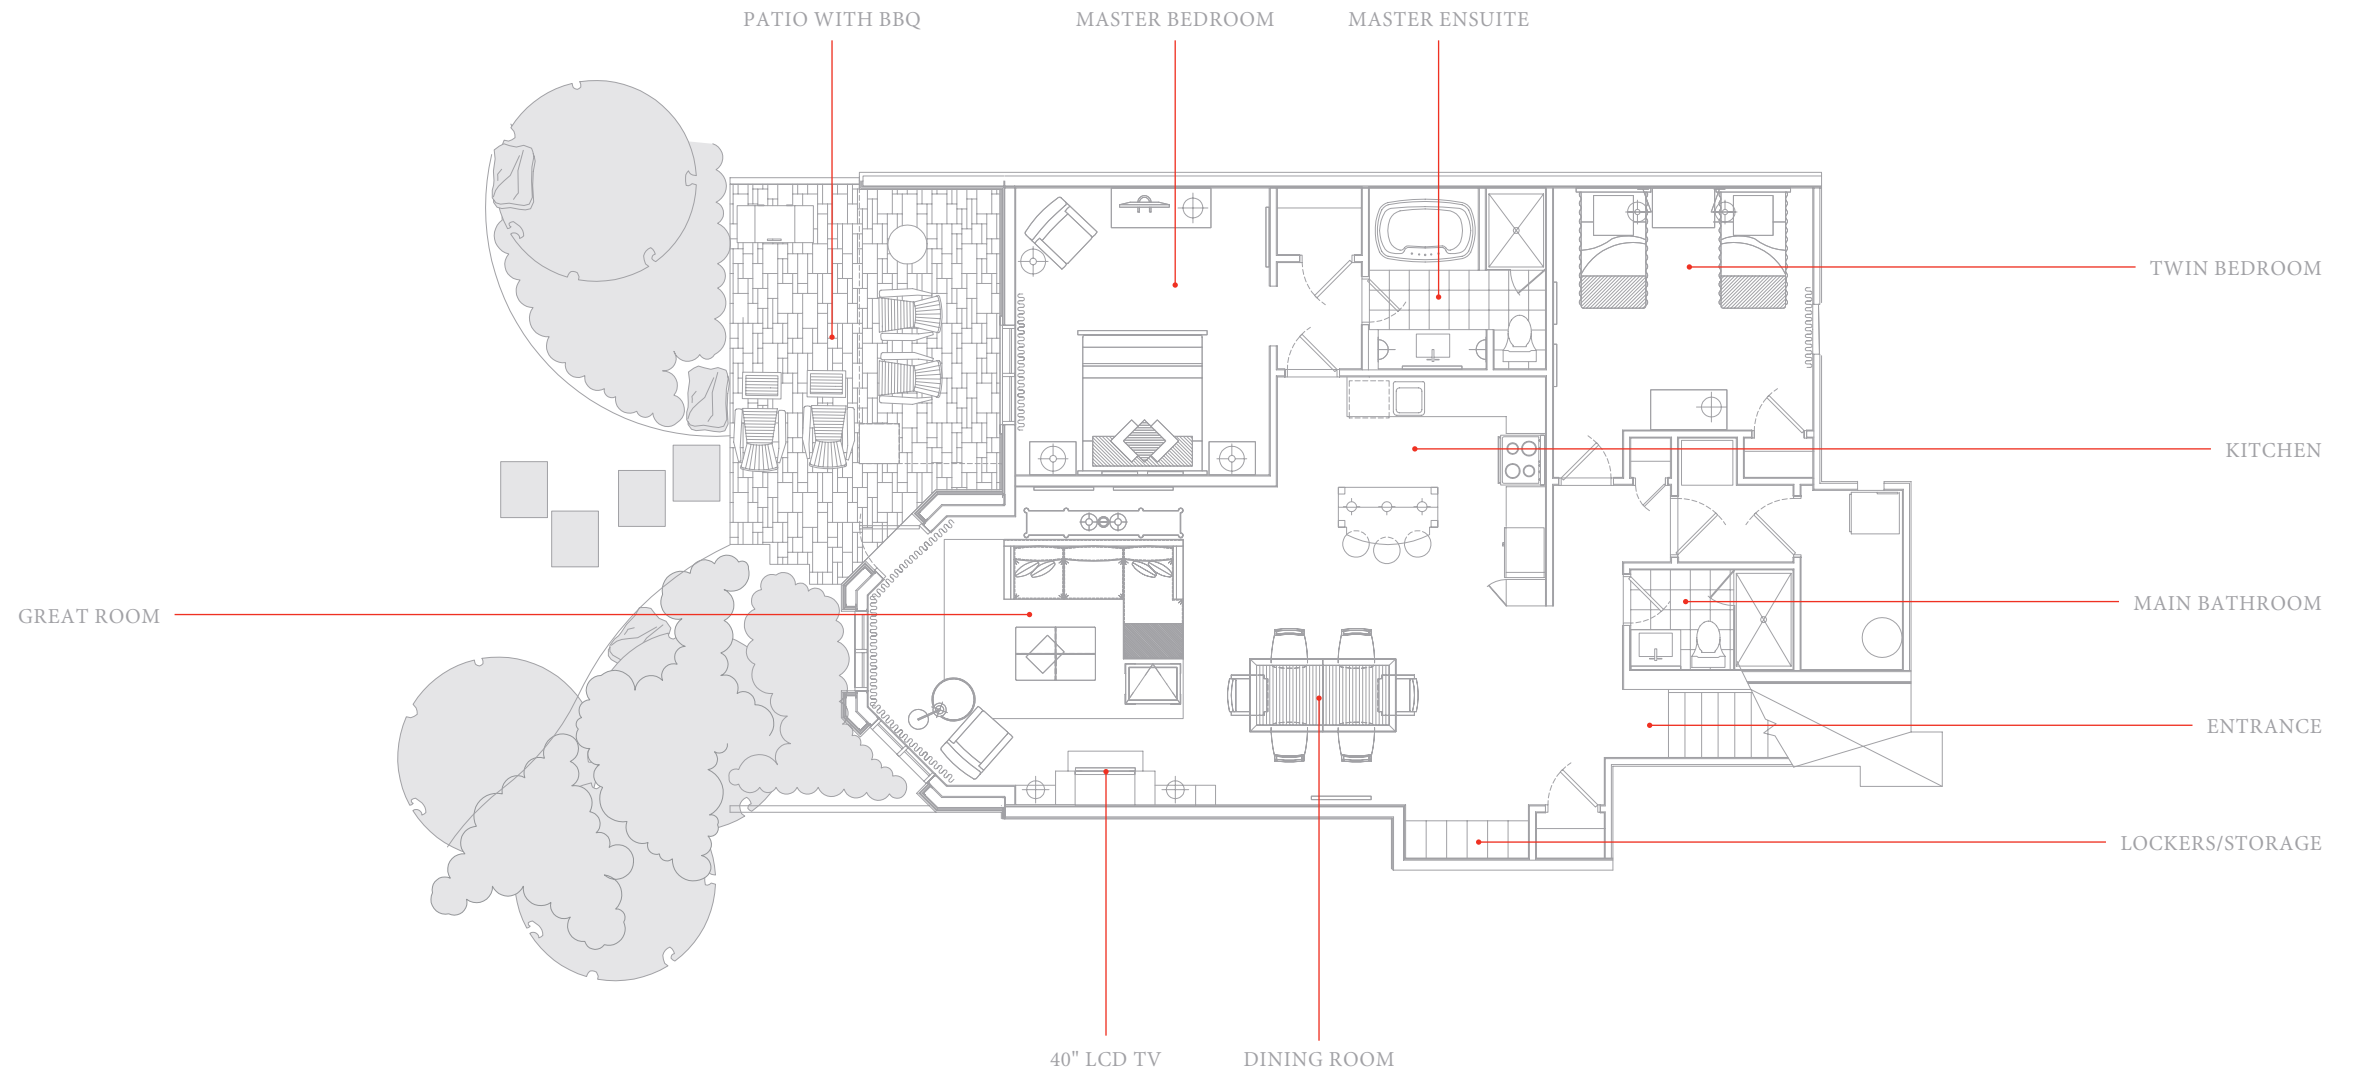 PATIO WITH BBQ
MASTER BEDROOM
MASTER ENSUITE
TWIN BEDROOM
KITCHEN
MAIN BATHROOM
GREAT ROOM
ENTRANCE
LOCKERS/STORAGE
40" LCD TV
DINING ROOM